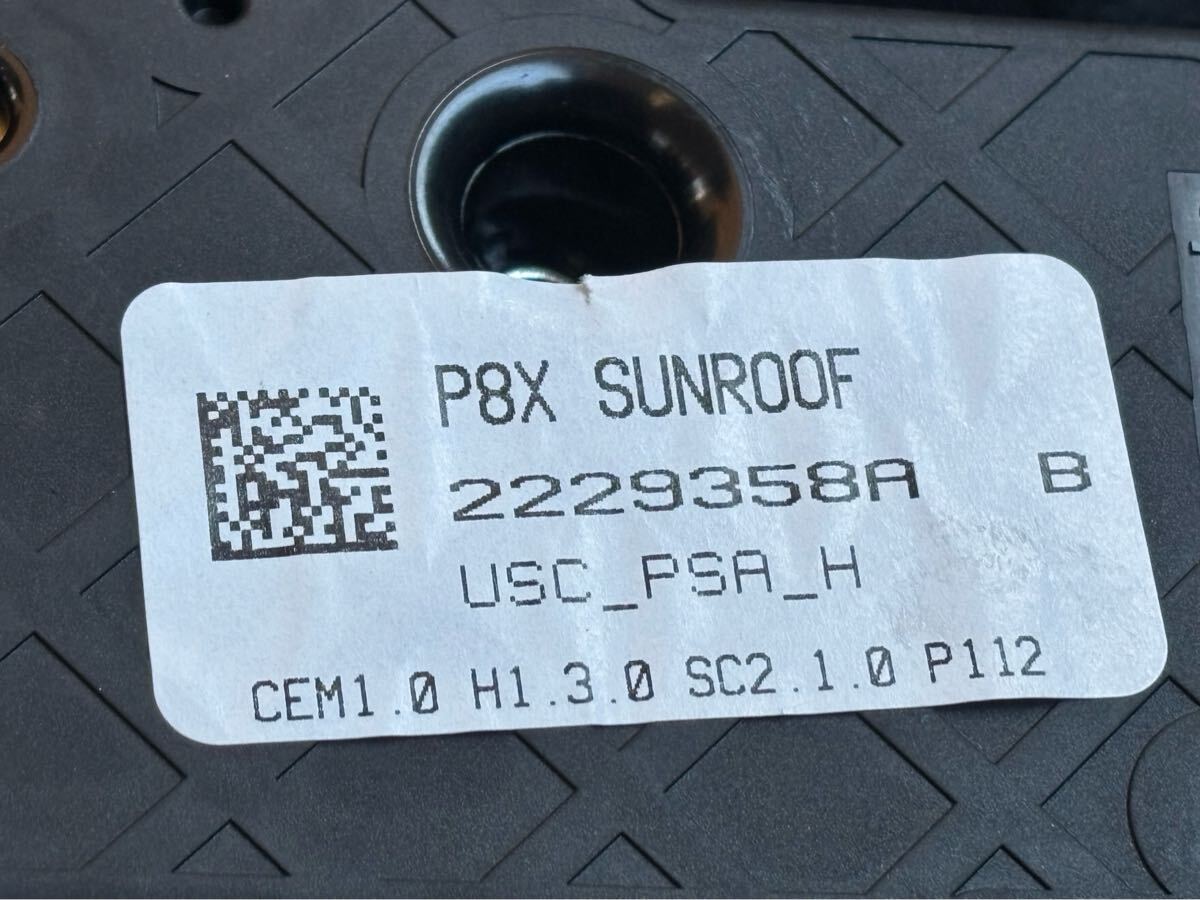 P8X SUNROOF
2229358A B
USC_PSA_H
CEM1.0 H1.3.0 SC2.1.0 P112